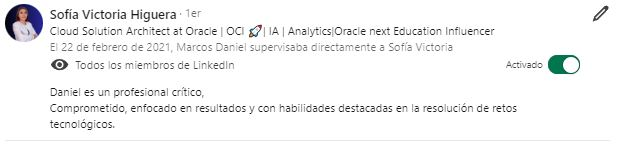 Sofía Victoria Higuera · 1er
Cloud Solution Architect at Oracle | OCI 🚀| IA | Analytics|Oracle next Education Influencer
El 22 de febrero de 2021, Marcos Daniel supervisaba directamente a Sofía Victoria
Todos los miembros de LinkedIn Activado
Daniel es un profesional crítico,
Comprometido, enfocado en resultados y con habilidades destacadas en la resolución de retos
tecnológicos.